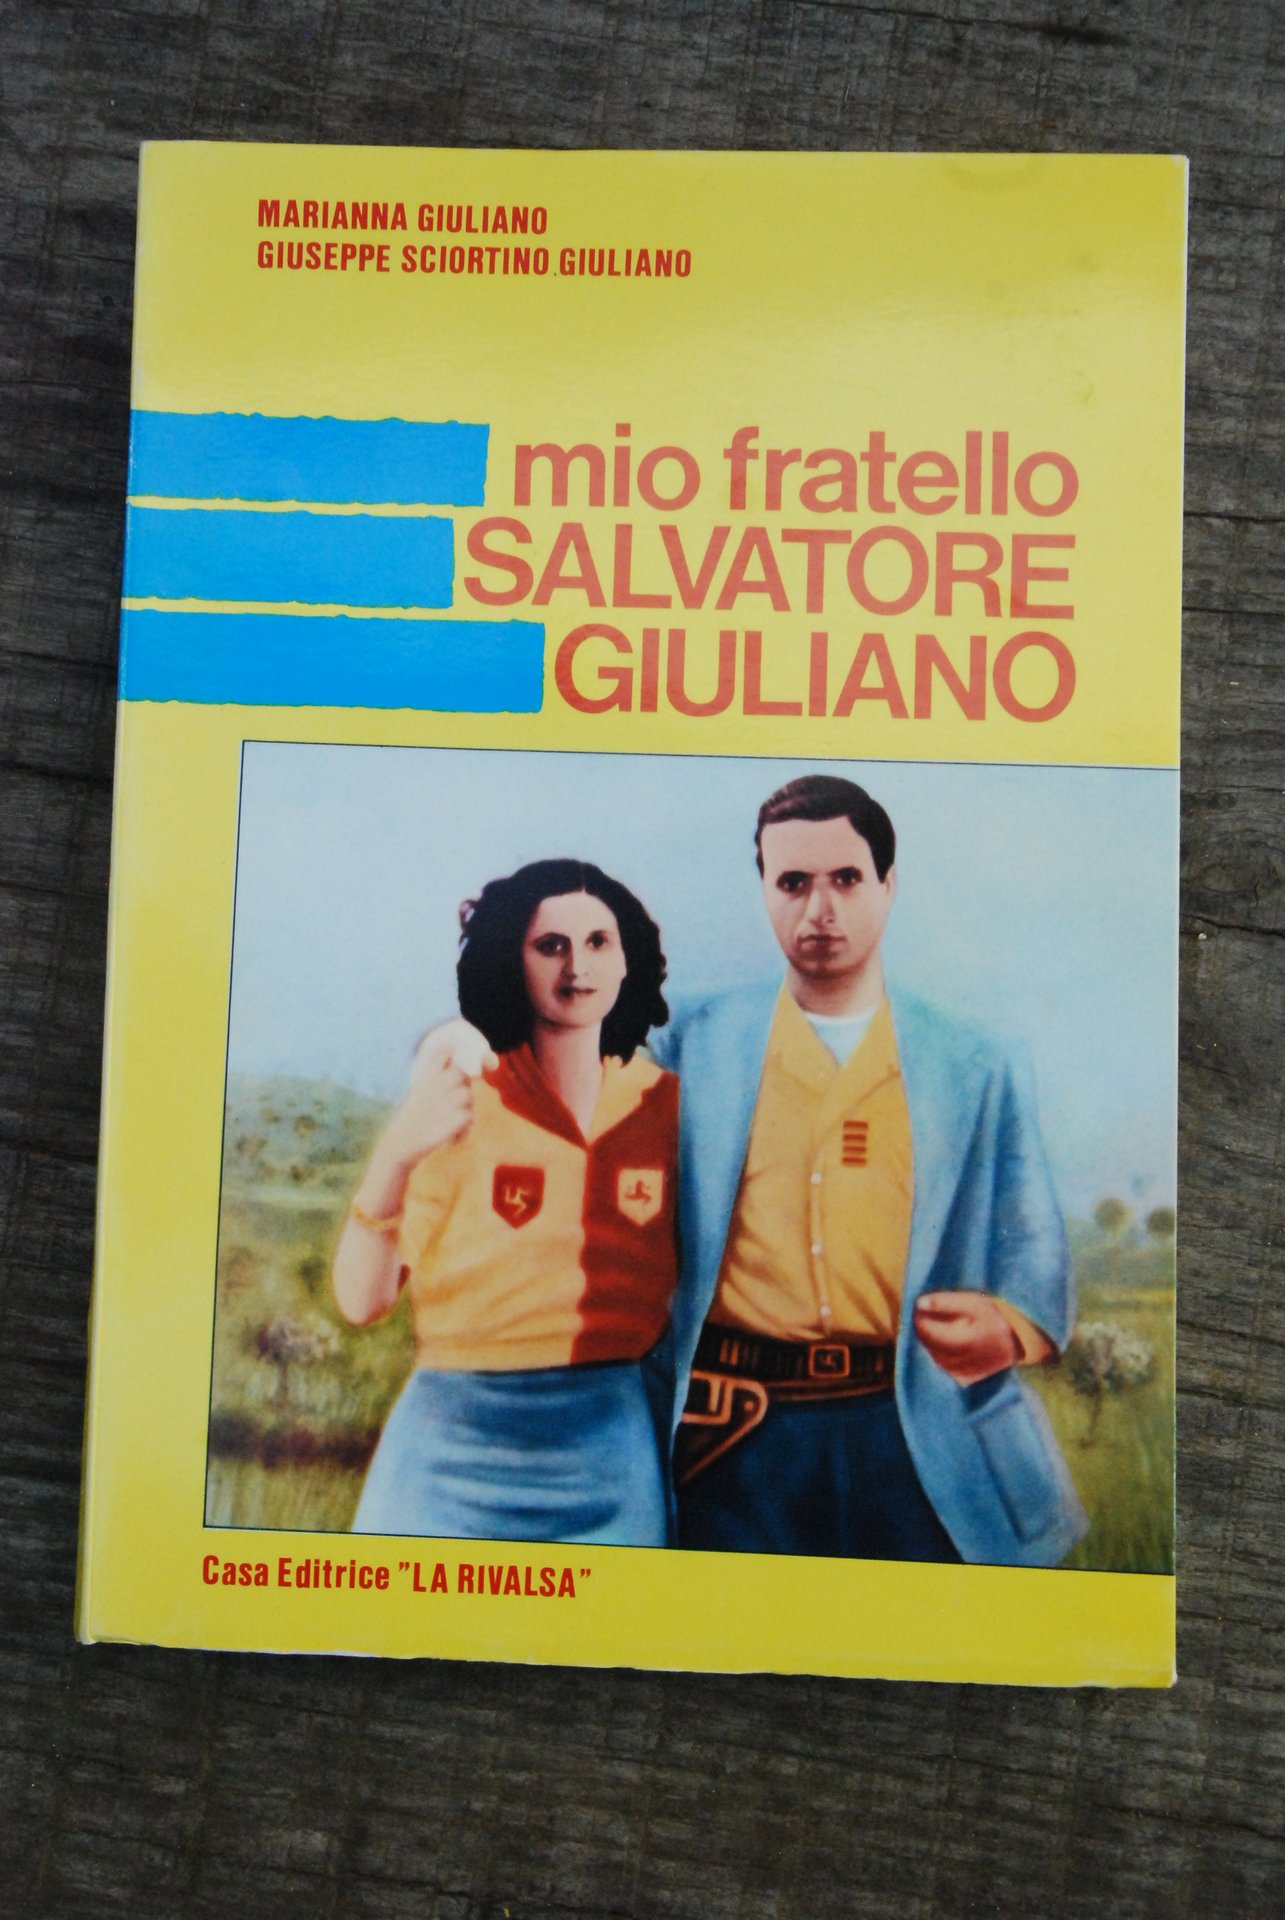 MARIANNA GIULIANO
GIUSEPPE SCIORTINO GIULIANO
mio fratello
SALVATORE
GIULIANO
Casa Editrice "LA RIVALSA"